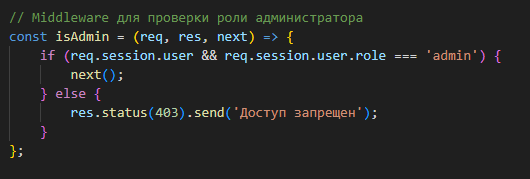 // Middleware для проверки роли администратора
const isAdmin = (req, res, next) => {
    if (req.session.user && req.session.user.role === 'admin') {
        next();
    } else {
        res.status(403).send('Доступ запрещен');
    }
};